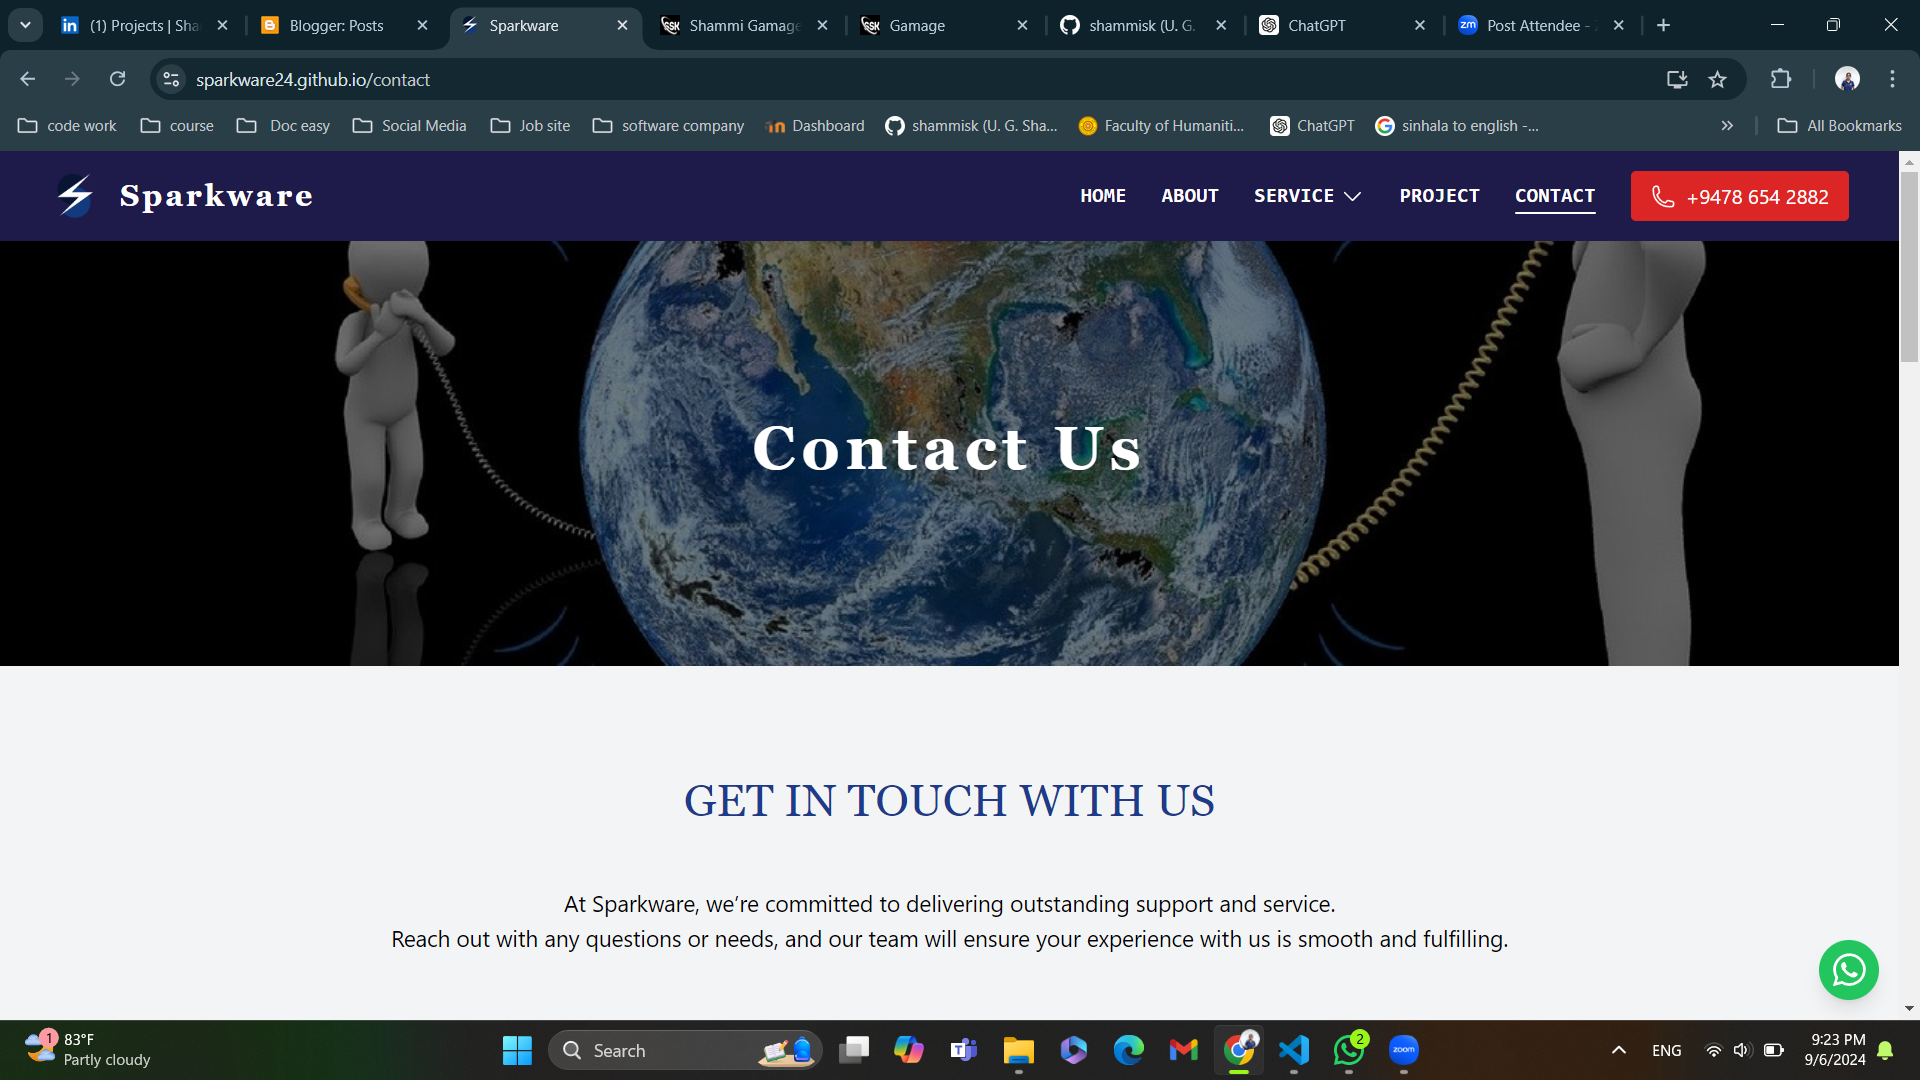 (1) Projects | Sha
Blogger: Posts
Sparkware
Shammi Gamage
Gamage
shammisk (U. G.
ChatGPT
Post Attendee -
sparkware24.github.io/contact
code work
course
Doc easy
Social Media
Job site
software company
Dashboard
shammisk (U. G. Sha...
Faculty of Humaniti...
ChatGPT
sinhala to english -...
All Bookmarks
Sparkware
HOME
ABOUT
SERVICE
PROJECT
CONTACT
+9478 654 2882
Contact Us
GET IN TOUCH WITH US
At Sparkware, we’re committed to delivering outstanding support and service.
Reach out with any questions or needs, and our team will ensure your experience with us is smooth and fulfilling.
1
83°F
Partly cloudy
Search
2
zoom
ENG
9:23 PM
9/6/2024